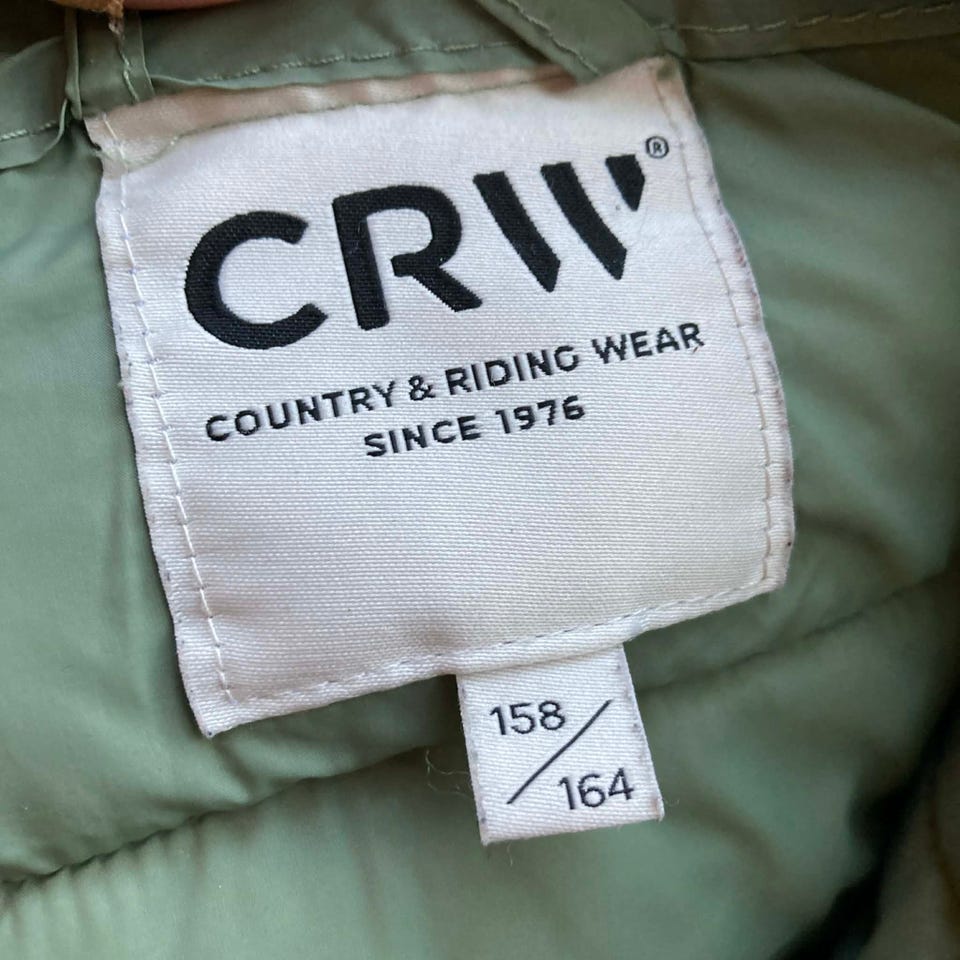 CRW®
COUNTRY & RIDING WEAR
SINCE 1976
158/
164